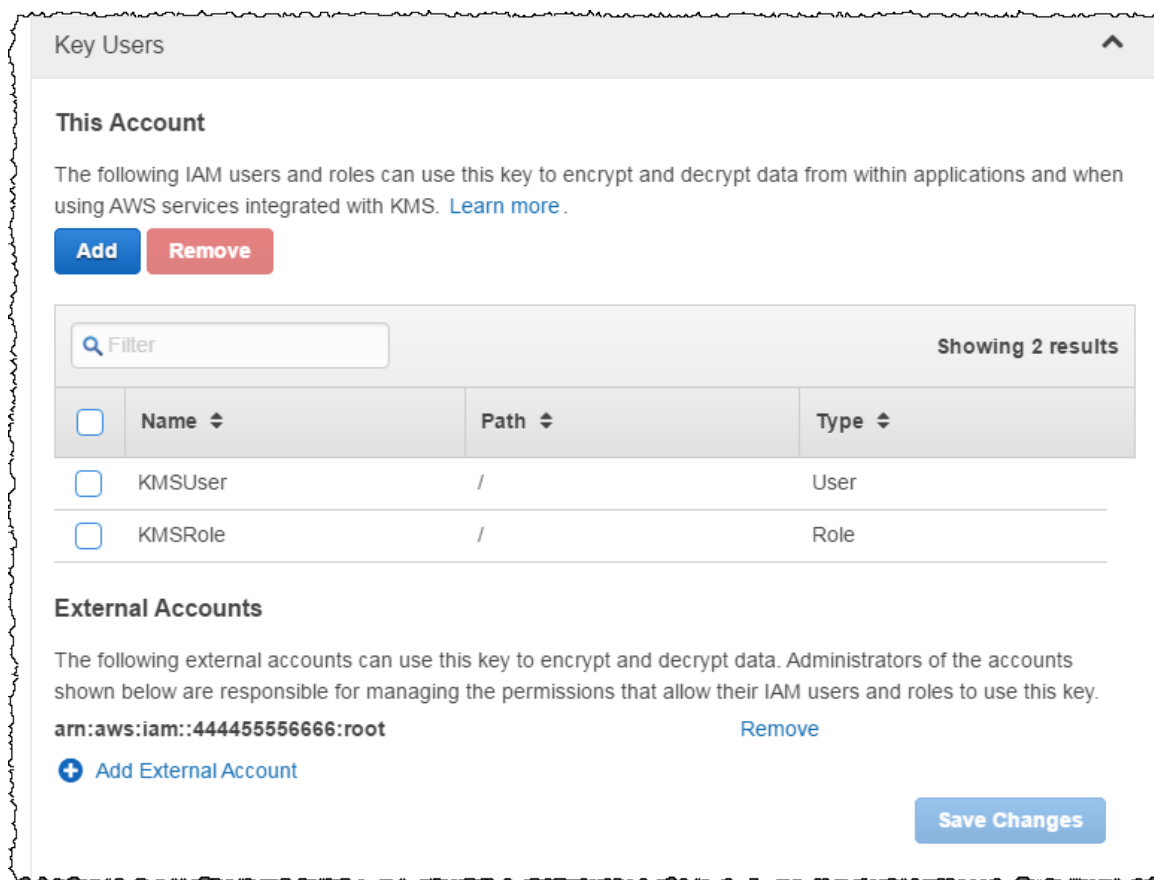 Key Users
This Account
The following IAM users and roles can use this key to encrypt and decrypt data from within applications and when
using AWS services integrated with KMS. Learn more.
Add Remove
Filter Showing 2 results
Name Path Type
KMSUser / User
KMSRole / Role
External Accounts
The following external accounts can use this key to encrypt and decrypt data. Administrators of the accounts
shown below are responsible for managing the permissions that allow their IAM users and roles to use this key.
arn:aws:iam::444455556666:root Remove
Add External Account
Save Changes